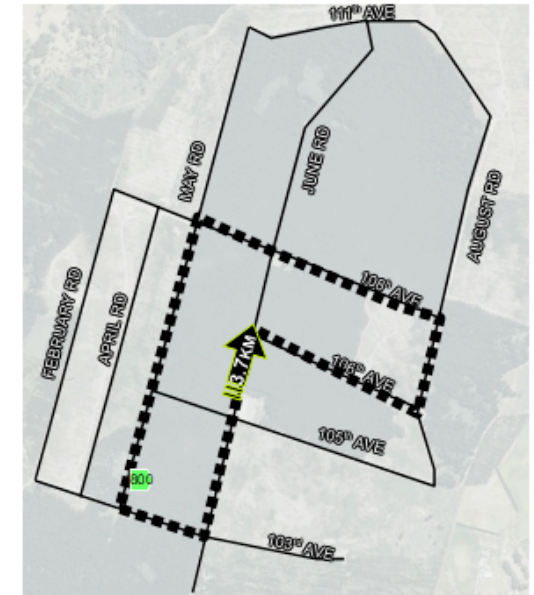 111th AVE
MAY RD
JUNE RD
AUGUST RD
108th AVE
FEBRUARY RD
APRIL RD
3.7KM
106th AVE
105th AVE
800
103rd AVE